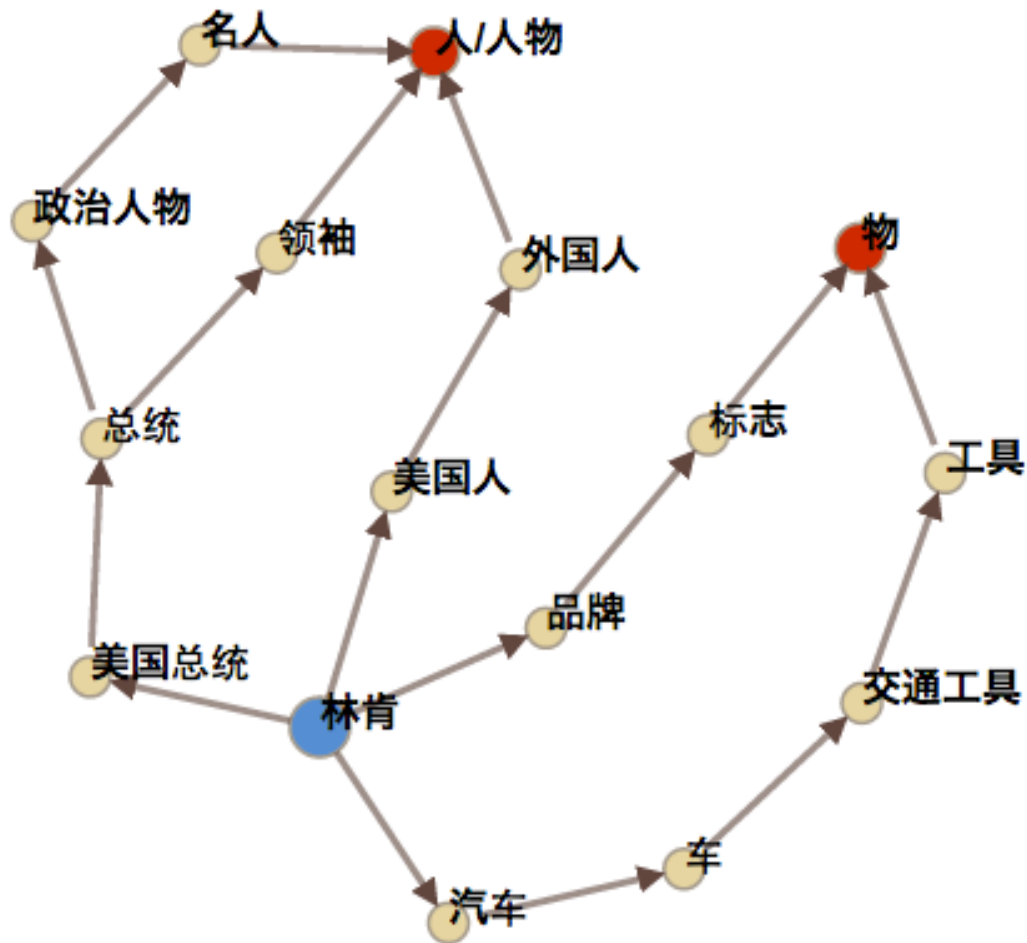 名人
人/人物
政治人物
领袖
外国人
物
总统
标志
美国人
工具
品牌
美国总统
林肯
交通工具
车
汽车